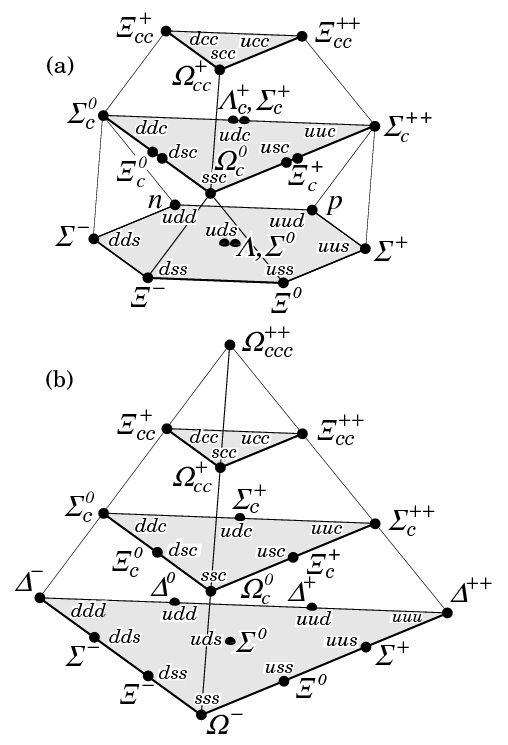 Ξcc+ dcc ucc Ξcc++
scc
(a) Ωcc+
Σc0 Λc+, Σc+ Σc++
ddc udc uuc
Ξc0 dsc Ωc0 usc Ξc+
ssc
n udd uud p
Σ− dds uds Λ, Σ0 uus Σ+
dss uss
Ξ− Ξ0
Ωccc++
(b)
Ξcc+ dcc ucc Ξcc++
scc
Ωcc+
Σc0 Σc+ Σc++
ddc udc uuc
Ξc0 dsc usc Ξc+
ssc Ωc0
Δ− Δ0 Δ+ Δ++
ddd udd uud uuu
Σ− dds uds Σ0 uus Σ+
Ξ− dss uss Ξ0
sss
Ω−